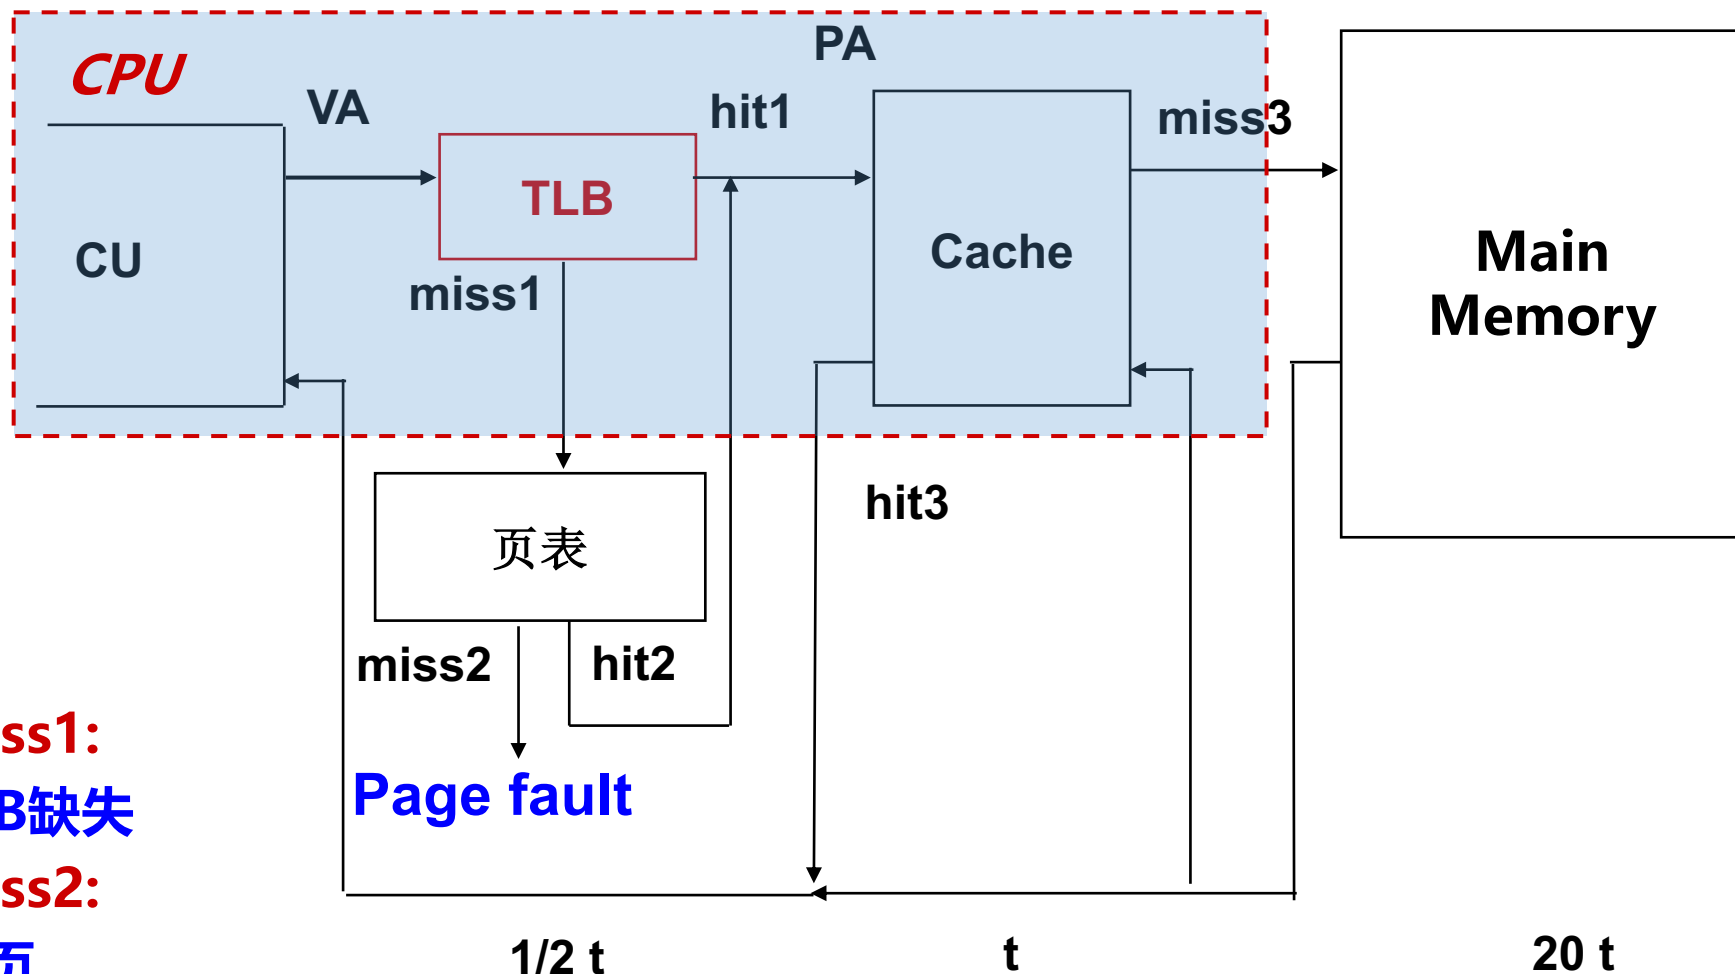 PA
CPU
VA
hit1
miss3
TLB
CU
Cache
Main
Memory
miss1
hit3
页表
miss2
hit2
ss1:
Page fault
B缺失
ss2:
页
1/2 t
t
20 t